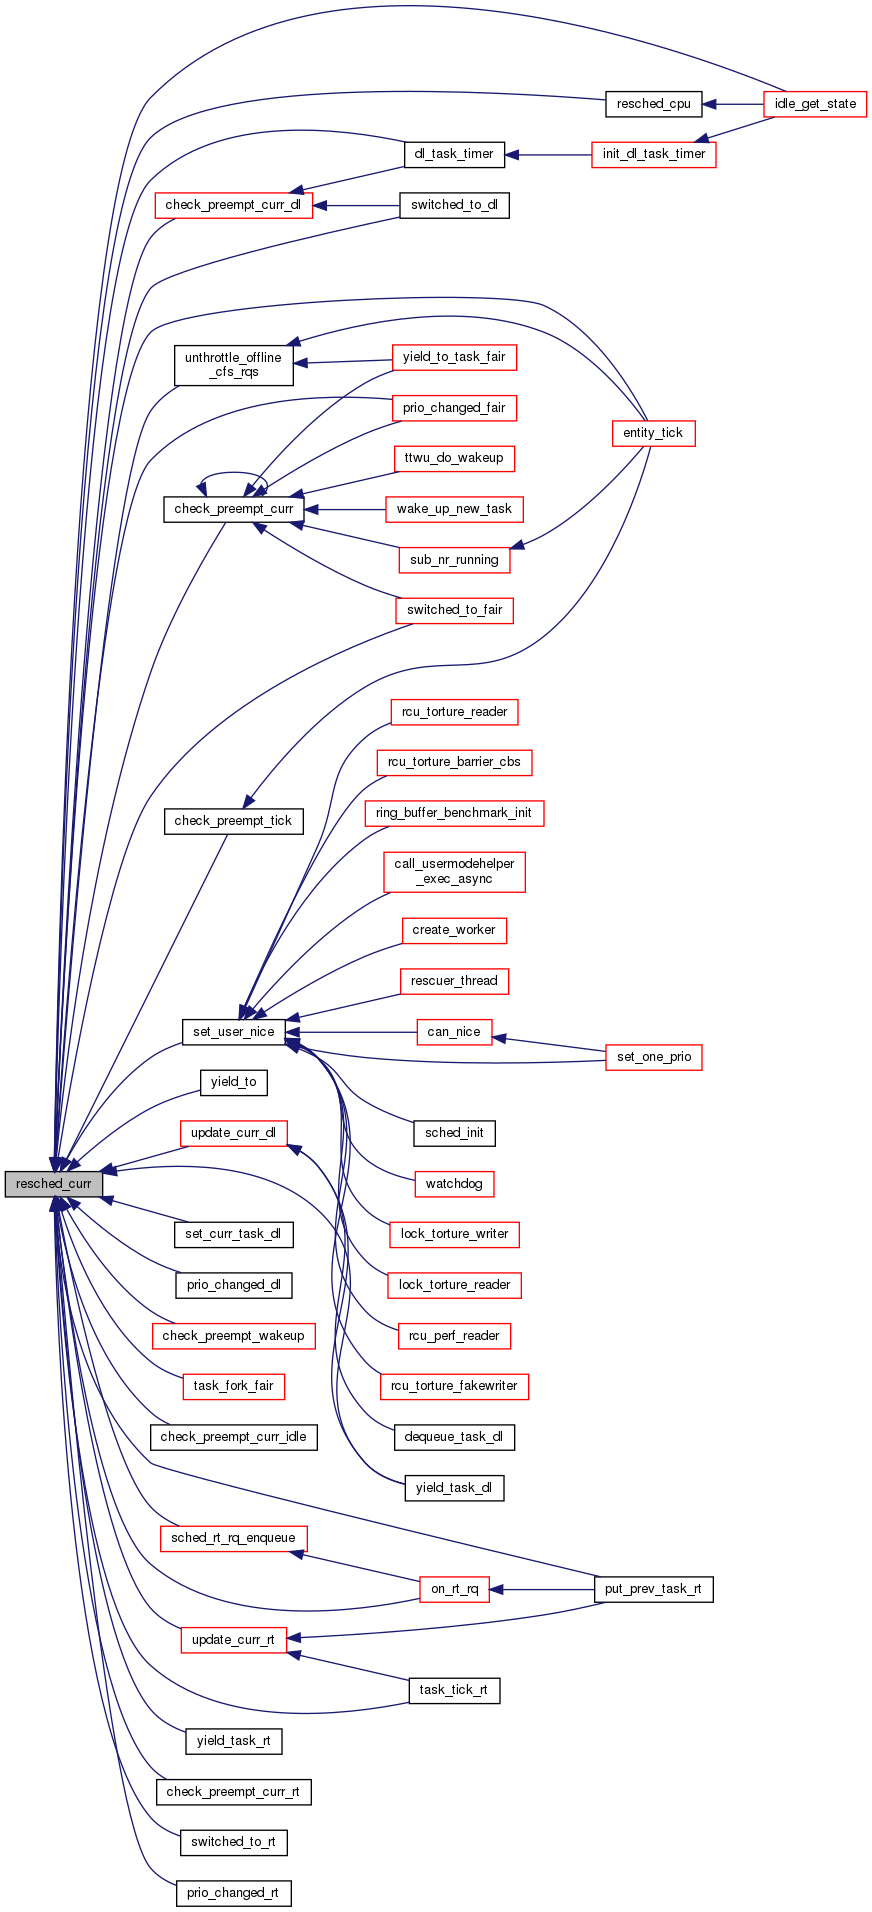 idle_get_state
resched_cpu
dl_task_timer
init_dl_task_timer
check_preempt_curr_dl
switched_to_dl
unthrottle_offline
_cfs_rqs
yield_to_task_fair
prio_changed_fair
entity_tick
ttwu_do_wakeup
check_preempt_curr
wake_up_new_task
sub_nr_running
switched_to_fair
rcu_torture_reader
rcu_torture_barrier_cbs
ring_buffer_benchmark_init
check_preempt_tick
call_usermodehelper
_exec_async
create_worker
rescuer_thread
set_user_nice
can_nice
set_one_prio
yield_to
sched_init
update_curr_dl
resched_curr
watchdog
set_curr_task_dl
lock_torture_writer
prio_changed_dl
lock_torture_reader
check_preempt_wakeup
rcu_perf_reader
task_fork_fair
rcu_torture_fakewriter
check_preempt_curr_idle
dequeue_task_dl
yield_task_dl
sched_rt_rq_enqueue
on_rt_rq
put_prev_task_rt
update_curr_rt
task_tick_rt
yield_task_rt
check_preempt_curr_rt
switched_to_rt
prio_changed_rt